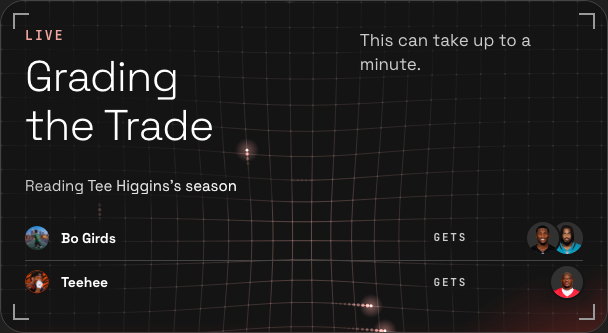 LIVE
Grading
the Trade
This can take up to a
minute.
Reading Tee Higgins's season
Bo Girds
GETS
Teehee
GETS